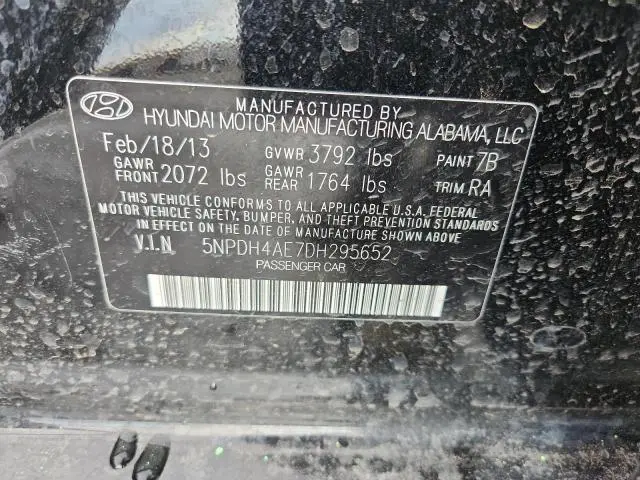 MANUFACTURED BY
HYUNDAI MOTOR MANUFACTURING ALABAMA, LLC
Feb/18/13 GVWR 3792 lbs PAINT 7B
GAWR FRONT 2072 lbs GAWR REAR 1764 lbs TRIM RA
THIS VEHICLE CONFORMS TO ALL APPLICABLE U.S.A. FEDERAL
MOTOR VEHICLE SAFETY, BUMPER, AND THEFT PREVENTION STANDARDS
IN EFFECT ON THE DATE OF MANUFACTURE SHOWN ABOVE
V.I.N 5NPDH4AE7DH295652
PASSENGER CAR